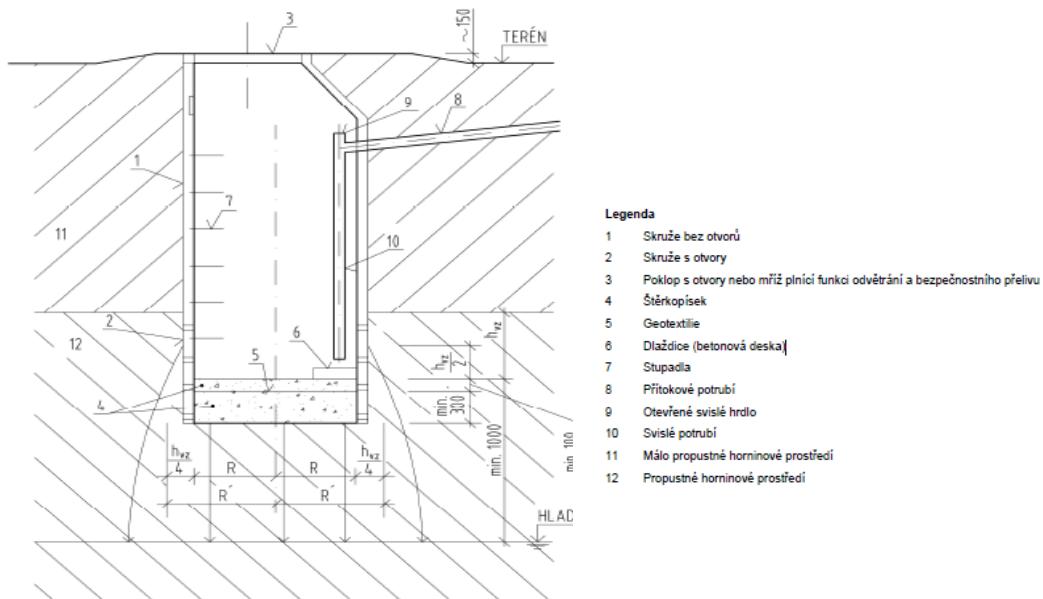 3
~150
TERÉN
9
8
1
7
11
10
2
12
6
5
h_vz
h_vz
2
4
min.
300
min. 1000
min 100
h_vz
4
R
R
h_vz
4
R´
R´
HLAD
Legenda
1 Skruže bez otvorů
2 Skruže s otvory
3 Poklop s otvory nebo mříž plnící funkci odvětrání a bezpečnostního přelivu
4 Štěrkopísek
5 Geotextilie
6 Dlaždice (betonová deska)
7 Stupadla
8 Přítokové potrubí
9 Otevřené svislé hrdlo
10 Svislé potrubí
11 Málo propustné horninové prostředí
12 Propustné horninové prostředí